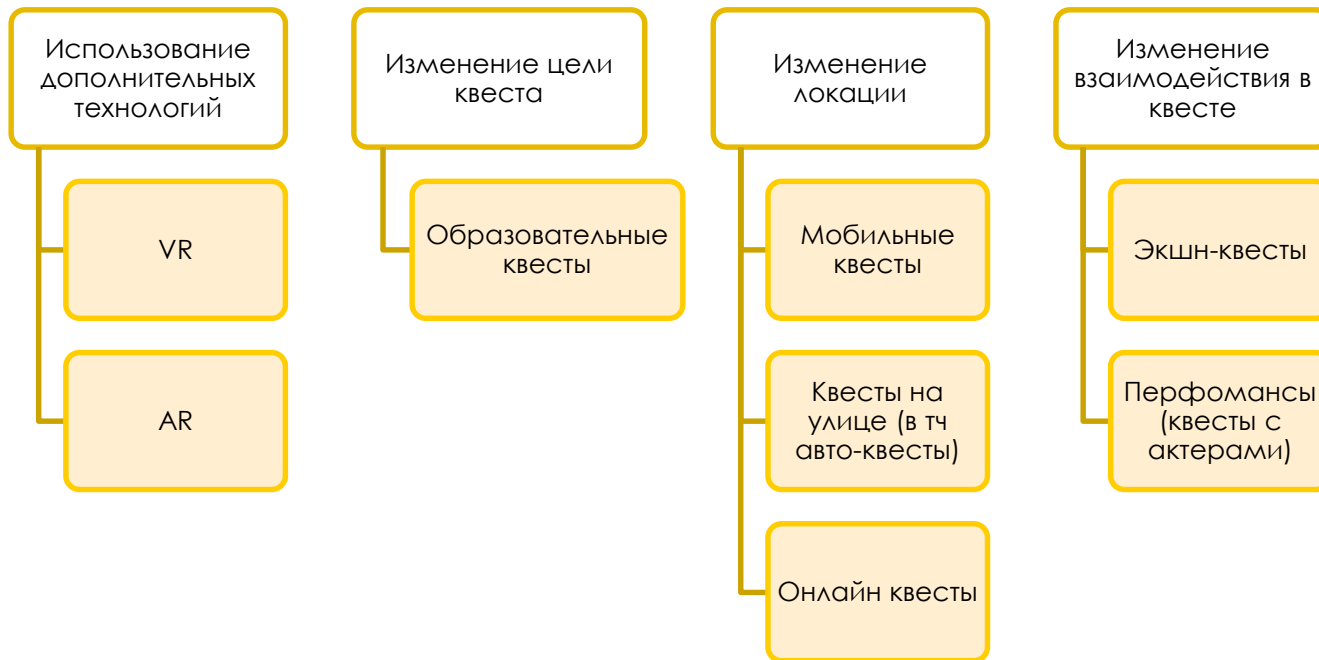 Использование
дополнительных
технологий
VR
AR
Изменение цели
квеста
Образовательные
квесты
Изменение
локации
Мобильные
квесты
Квесты на
улице (в тч
авто-квесты)
Онлайн квесты
Изменение
взаимодействия в
квесте
Экшн-квесты
Перфомансы
(квесты с
актерами)